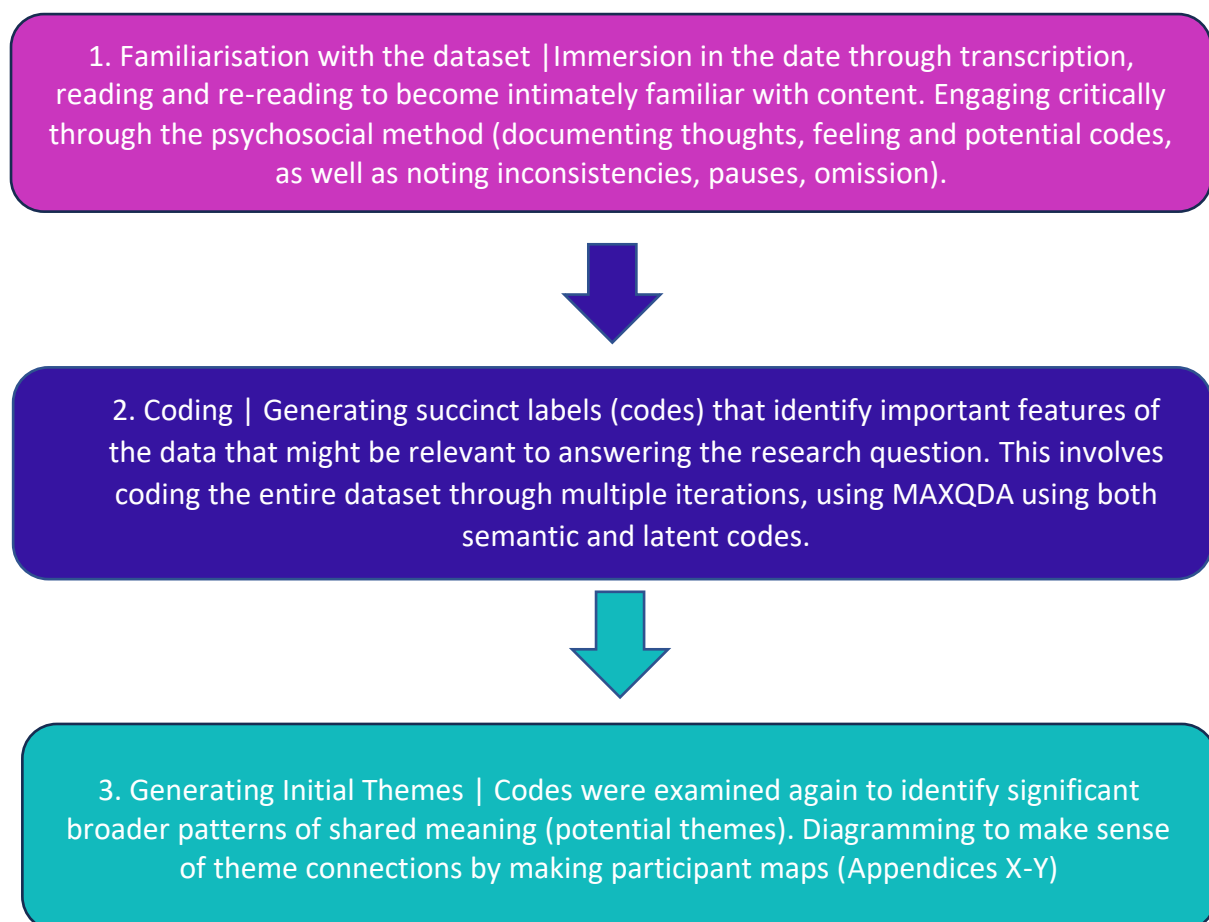 1. Familiarisation with the dataset |Immersion in the date through transcription,
reading and re-reading to become intimately familiar with content. Engaging critically
through the psychosocial method (documenting thoughts, feeling and potential codes,
as well as noting inconsistencies, pauses, omission).
2. Coding | Generating succinct labels (codes) that identify important features of
the data that might be relevant to answering the research question. This involves
coding the entire dataset through multiple iterations, using MAXQDA using both
semantic and latent codes.
3. Generating Initial Themes | Codes were examined again to identify significant
broader patterns of shared meaning (potential themes). Diagramming to make sense
of theme connections by making participant maps (Appendices X-Y)